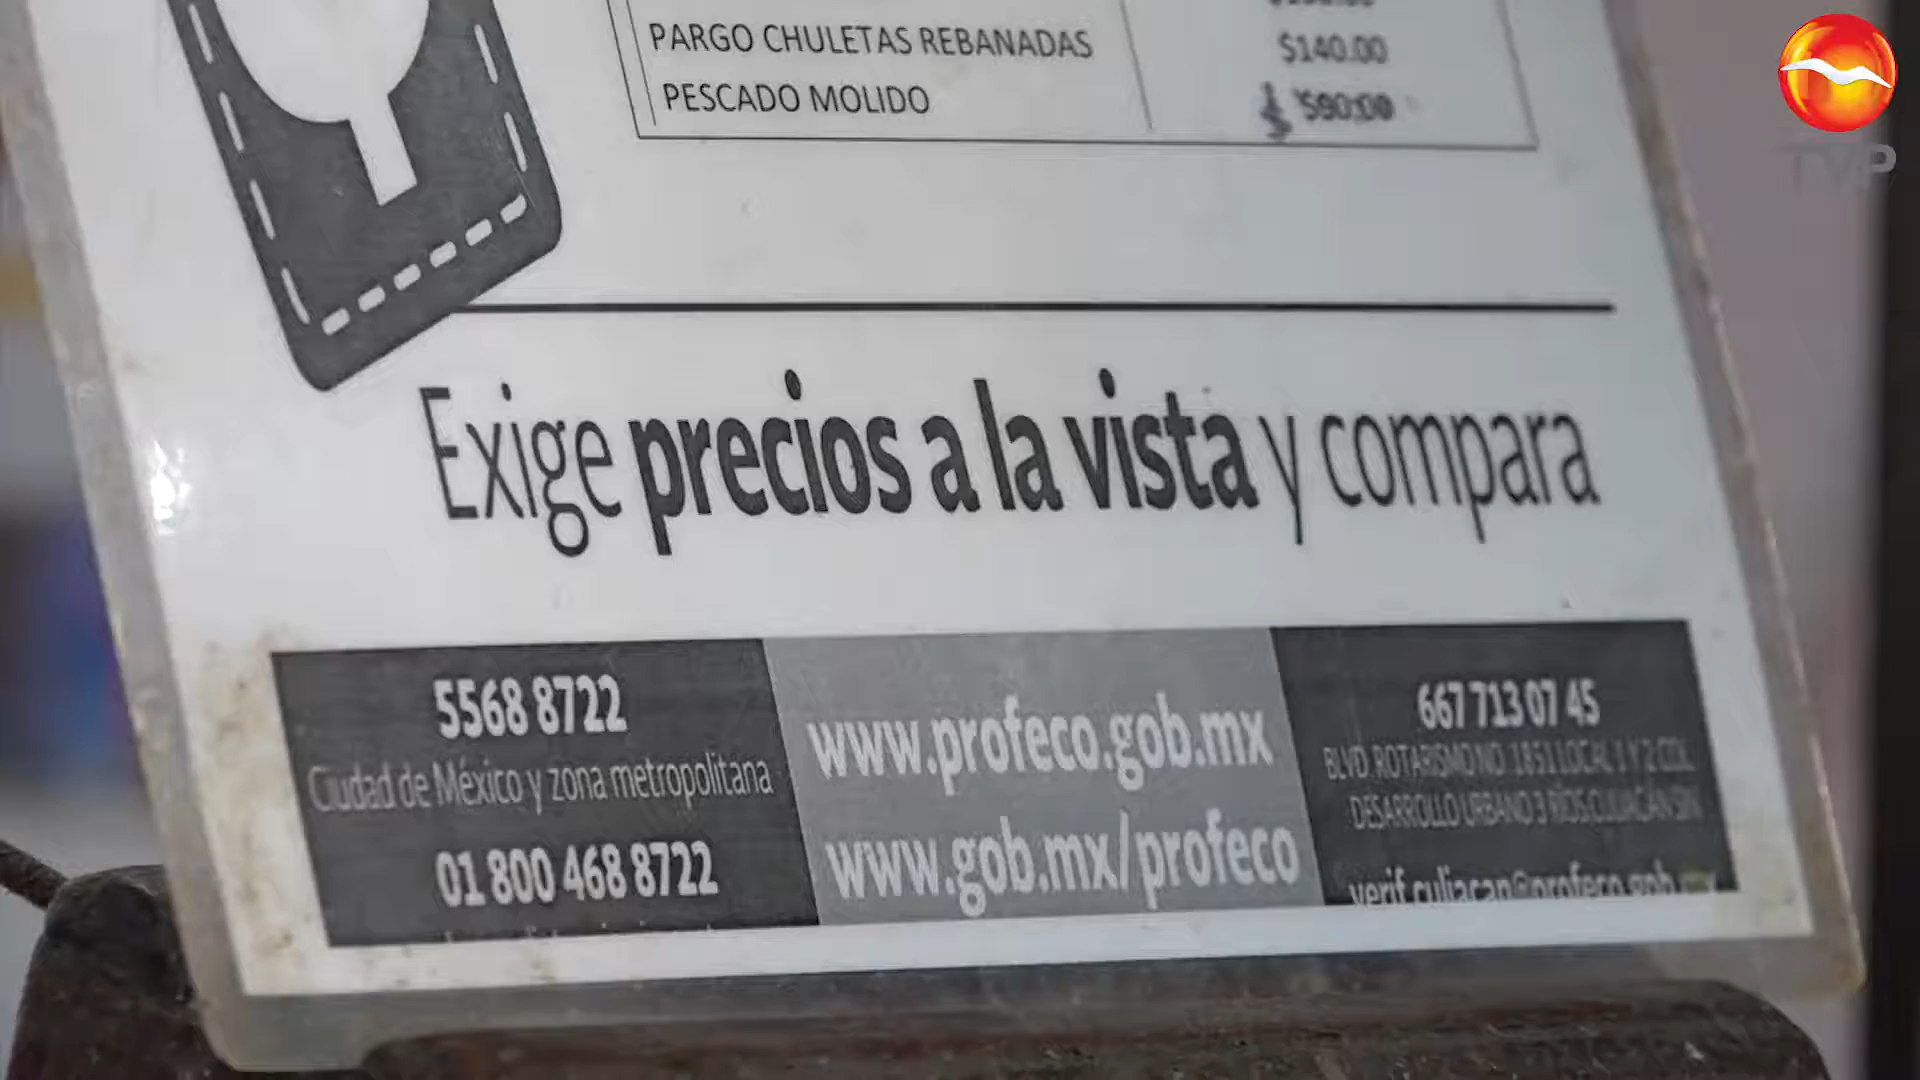 PARGO CHULETAS REBANADAS $140.00
PESCADO MOLIDO $90.00
Exige precios a la vista y compara
5568 8722
Ciudad de México y zona metropolitana
01 800 468 8722
www.profeco.gob.mx
www.gob.mx/profeco
667 713 07 45
BLVD. ROTARISMO NO. 1851 LOCAL 1 Y 2 COL.
DESARROLLO URBANO 3 RÍOS CULIACÁN SIN.
verif.culiacan@profeco.gob.mx
TVP